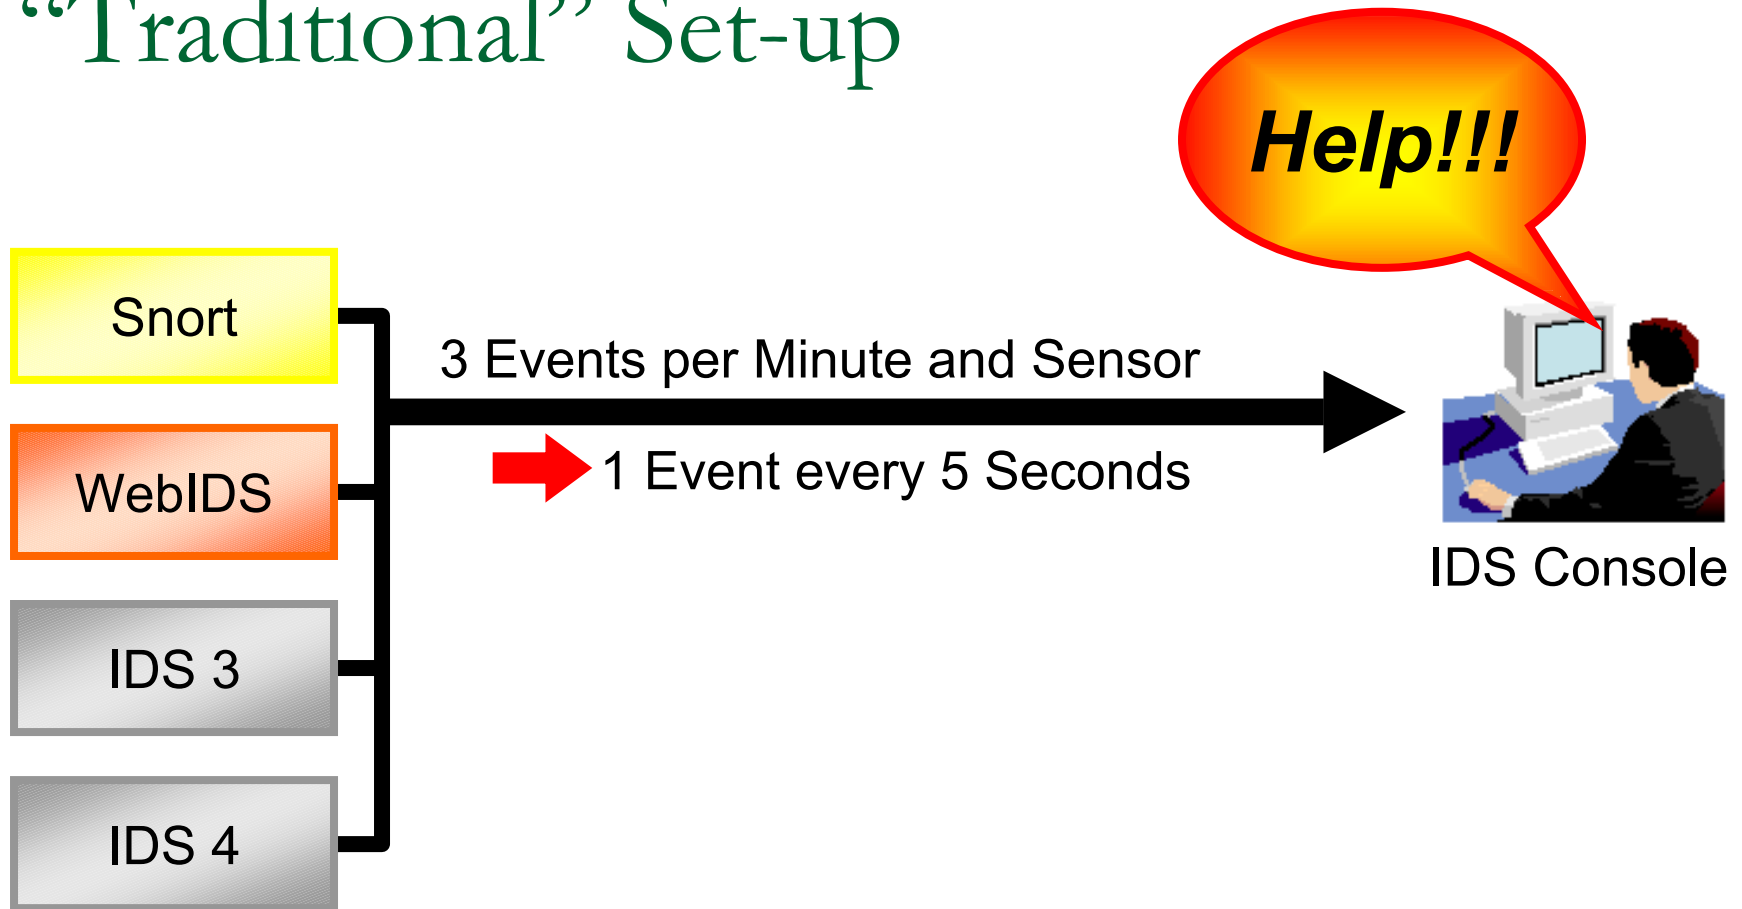 “Traditional” Set-up
Help!!!
Snort
3 Events per Minute and Sensor
1 Event every 5 Seconds
WebIDS
IDS Console
IDS 3
IDS 4